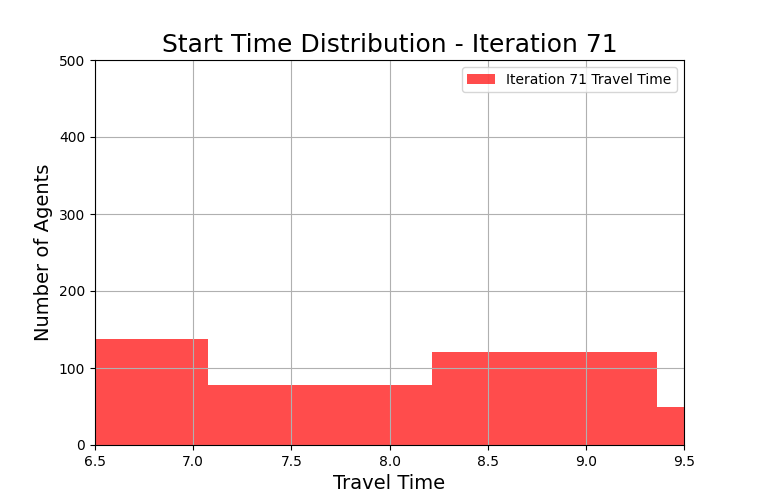 Start Time Distribution - Iteration 71
Iteration 71 Travel Time
Number of Agents
500
400
300
200
100
0
6.5 7.0 7.5 8.0 8.5 9.0 9.5
Travel Time